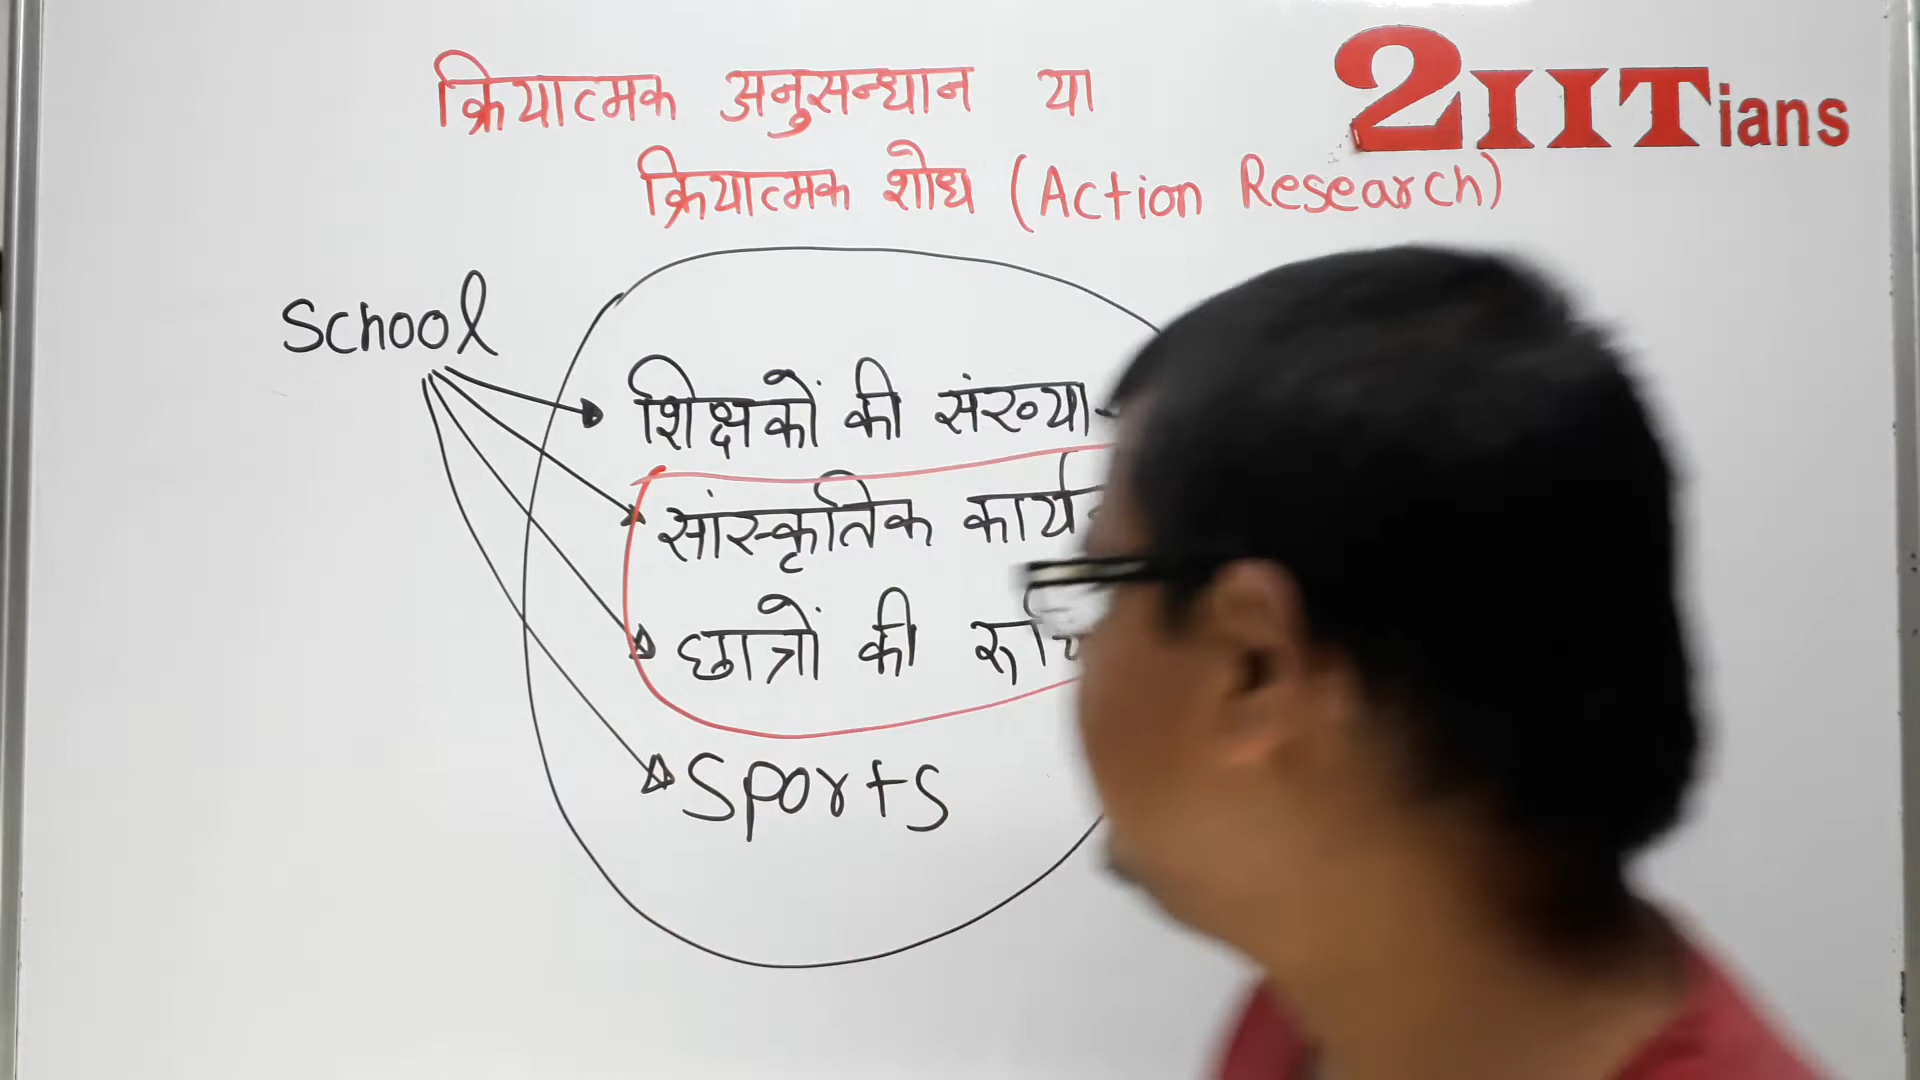 क्रियात्मक अनुसन्धान या
2IITians
क्रियात्मक शोध (Action Research)
School
शिक्षकों की संख्या
सांस्कृतिक
छात्रों की
Sports